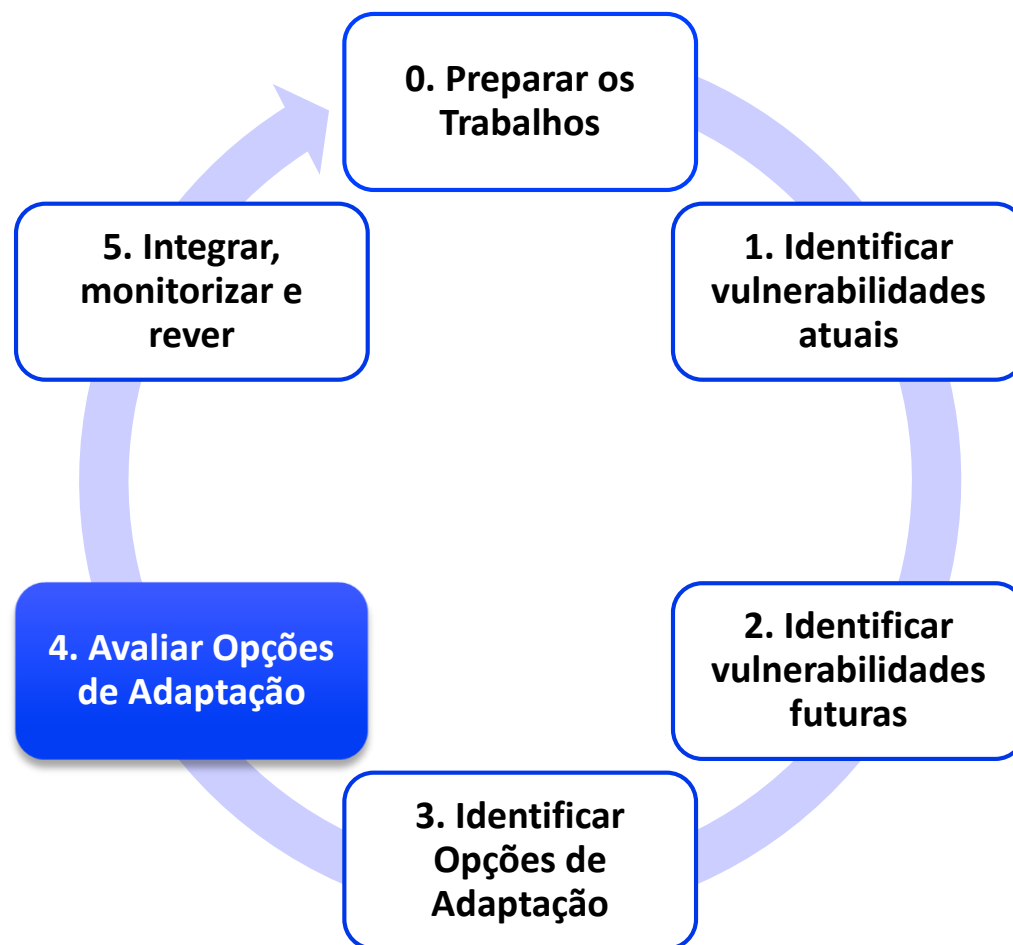 0. Preparar os
Trabalhos
1. Identificar
vulnerabilidades
atuais
2. Identificar
vulnerabilidades
futuras
3. Identificar
Opções de
Adaptação
4. Avaliar Opções
de Adaptação
5. Integrar,
monitorizar e
rever